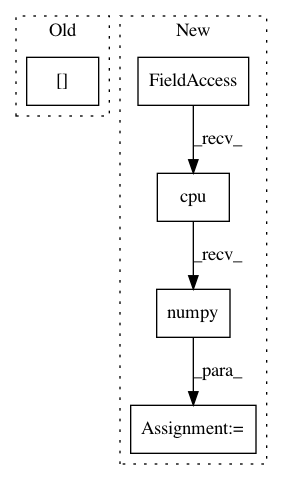 Old
New
[]
FieldAccess
_recv_
cpu
_recv_
numpy
_para_
Assignment:=